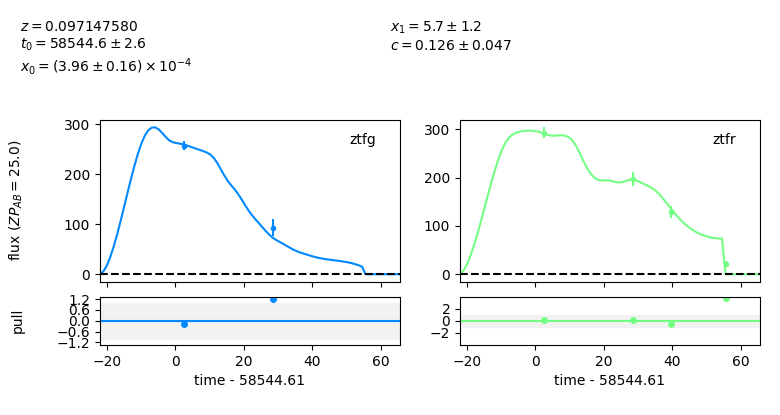 z = 0.097147580
t₀ = 58544.6 ± 2.6
x₀ = (3.96 ± 0.16) × 10⁻⁴
x₁ = 5.7 ± 1.2
c = 0.126 ± 0.047
flux (ZP_AB = 25.0)
300
200
100
0
ztfg
300
200
100
0
ztfr
pull
1.2
0.6
0.0
−0.6
−1.2
−20 0 20 40 60
time - 58544.61
2
0
−2
−20 0 20 40 60
time - 58544.61